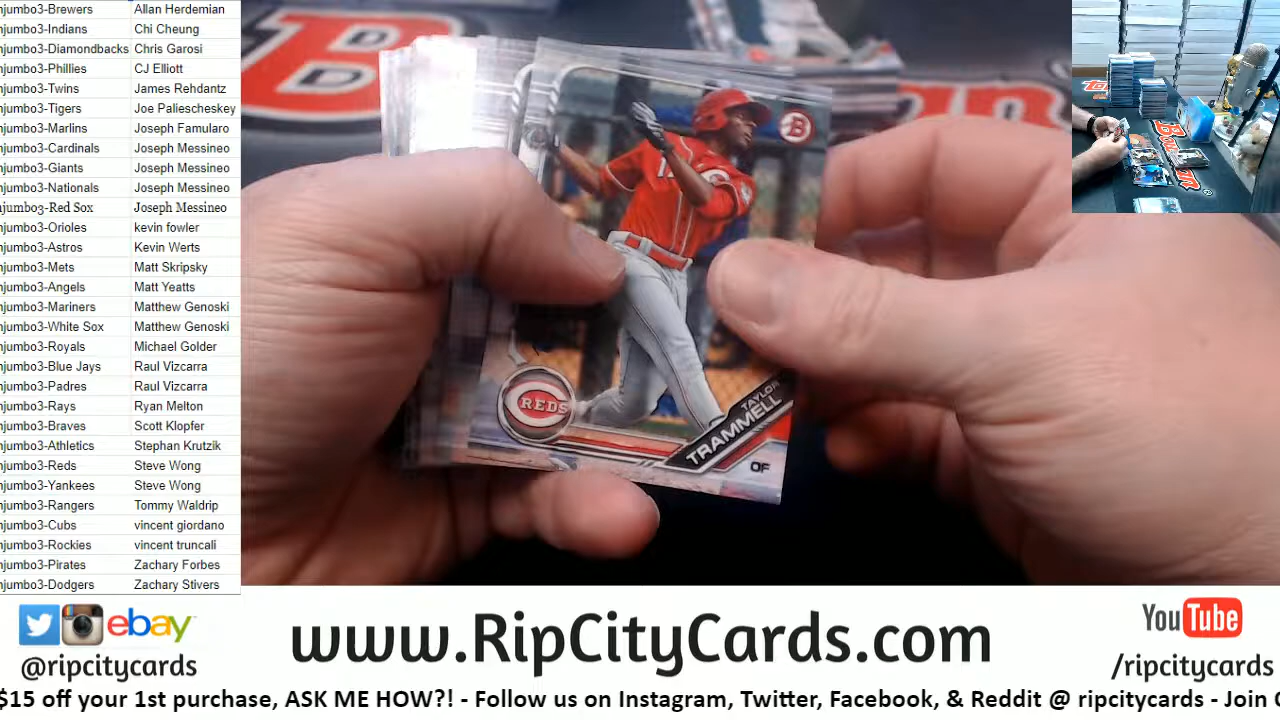 njumbo3-Brewers Allan Herdemian
njumbo3-Indians Chi Cheung
njumbo3-Diamondbacks Chris Garosi
njumbo3-Phillies CJ Elliott
njumbo3-Twins James Rehdantz
njumbo3-Tigers Joe Paliescheskey
njumbo3-Marlins Joseph Famularo
njumbo3-Cardinals Joseph Messineo
njumbo3-Giants Joseph Messineo
njumbo3-Nationals Joseph Messineo
njumbo3-Red Sox Joseph Messineo
njumbo3-Orioles kevin fowler
njumbo3-Astros Kevin Werts
njumbo3-Mets Matt Skripsky
njumbo3-Angels Matt Yeatts
njumbo3-Mariners Matthew Genoski
njumbo3-White Sox Matthew Genoski
njumbo3-Royals Michael Golder
njumbo3-Blue Jays Raul Vizcarra
njumbo3-Padres Raul Vizcarra
njumbo3-Rays Ryan Melton
njumbo3-Braves Scott Klopfer
njumbo3-Athletics Stephan Krutzik
njumbo3-Reds Steve Wong
njumbo3-Yankees Steve Wong
njumbo3-Rangers Tommy Waldrip
njumbo3-Cubs vincent giordano
njumbo3-Rockies vincent truncali
njumbo3-Pirates Zachary Forbes
njumbo3-Dodgers Zachary Stivers
B
REDS
TAYLOR
TRAMMELL
OF
ebay
@ripcitycards
www.RipCityCards.com
YouTube
/ripcitycards
$15 off your 1st purchase, ASK ME HOW?! - Follow us on Instagram, Twitter, Facebook, & Reddit @ ripcitycards - Join